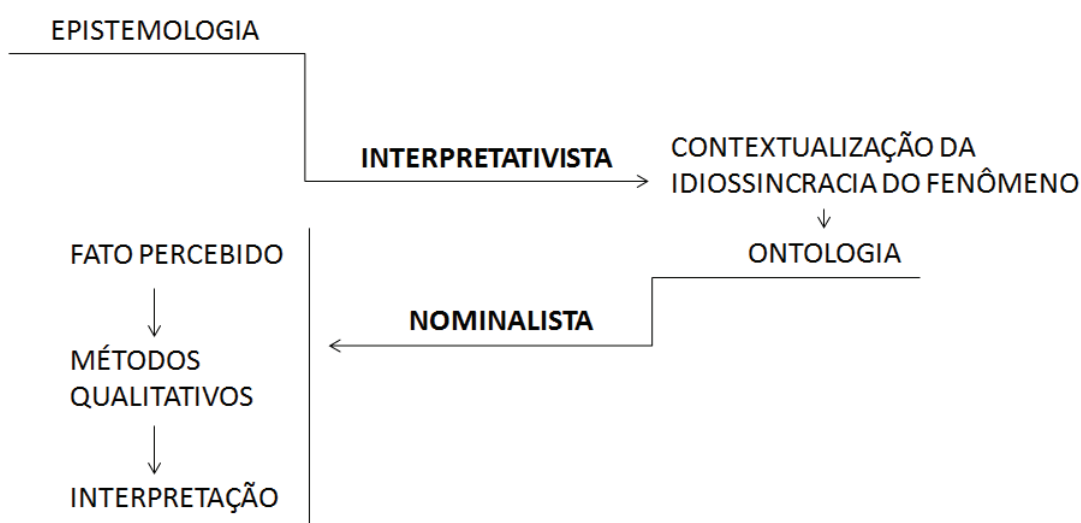 EPISTEMOLOGIA
INTERPRETATIVISTA
CONTEXTUALIZAÇÃO DA
IDIOSSINCRACIA DO FENÔMENO
ONTOLOGIA
NOMINALISTA
FATO PERCEBIDO
MÉTODOS
QUALITATIVOS
INTERPRETAÇÃO